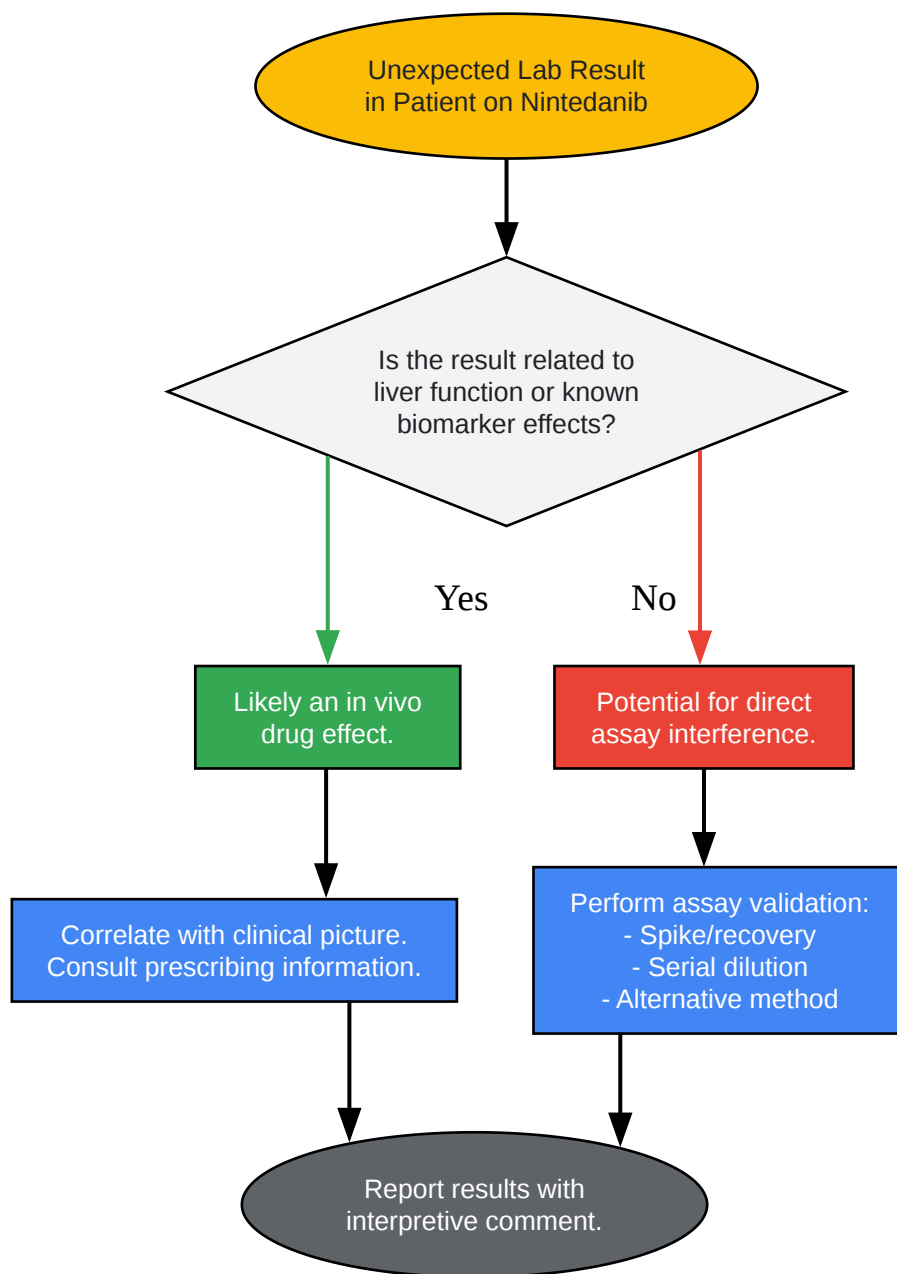 Unexpected Lab Result
in Patient on Nintedanib
Is the result related to
liver function or known
biomarker effects?
Yes
No
Likely an in vivo
drug effect.
Potential for direct
assay interference.
Correlate with clinical picture.
Consult prescribing information.
Perform assay validation:
- Spike/recovery
- Serial dilution
- Alternative method
Report results with
interpretive comment.